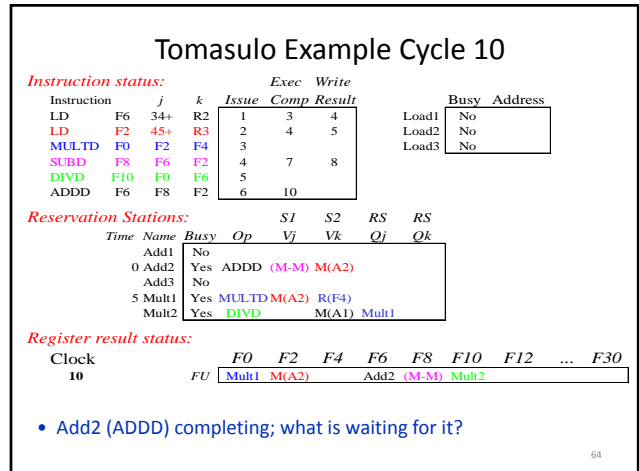 Tomasulo Example Cycle 10
Instruction status: Exec Write
Instruction j k Issue Comp Result Busy Address
LD F6 34+ R2 1 3 4 Load1 No
LD F2 45+ R3 2 4 5 Load2 No
MULTD F0 F2 F4 3 Load3 No
SUBD F8 F6 F2 4 7 8
DIVD F10 F0 F6 5
ADDD F6 F8 F2 6 10
Reservation Stations: S1 S2 RS RS
Time Name Busy Op Vj Vk Qj Qk
Add1 No
0 Add2 Yes ADDD (M-M) M(A2)
Add3 No
5 Mult1 Yes MULTD M(A2) R(F4)
Mult2 Yes DIVD M(A1) Mult1
Register result status:
Clock F0 F2 F4 F6 F8 F10 F12 ... F30
10 FU Mult1 M(A2) Add2 (M-M) Mult2
• Add2 (ADDD) completing; what is waiting for it?
64